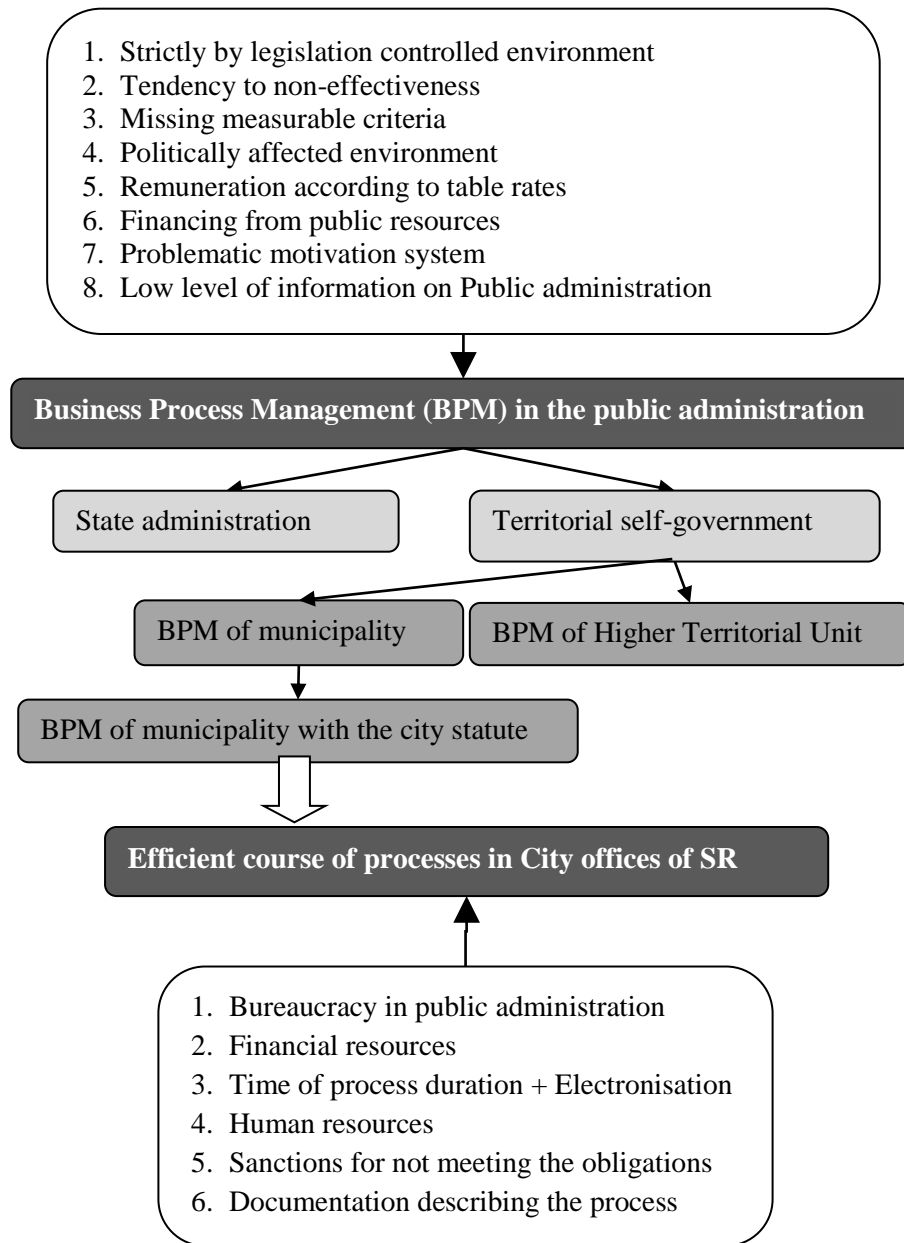 1. Strictly by legislation controlled environment
2. Tendency to non-effectiveness
3. Missing measurable criteria
4. Politically affected environment
5. Remuneration according to table rates
6. Financing from public resources
7. Problematic motivation system
8. Low level of information on Public administration
Business Process Management (BPM) in the public administration
State administration
Territorial self-government
BPM of municipality
BPM of Higher Territorial Unit
BPM of municipality with the city statute
Efficient course of processes in City offices of SR
1. Bureaucracy in public administration
2. Financial resources
3. Time of process duration + Electronisation
4. Human resources
5. Sanctions for not meeting the obligations
6. Documentation describing the process